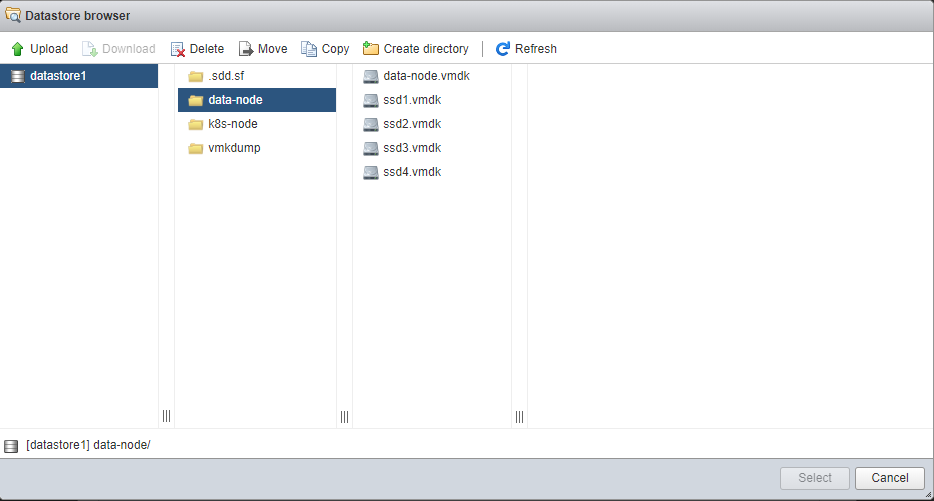 Datastore browser
Upload Download Delete Move Copy Create directory Refresh
datastore1
.sdd.sf
data-node
k8s-node
vmkdump
data-node.vmdk
ssd1.vmdk
ssd2.vmdk
ssd3.vmdk
ssd4.vmdk
[datastore1] data-node/
Select Cancel